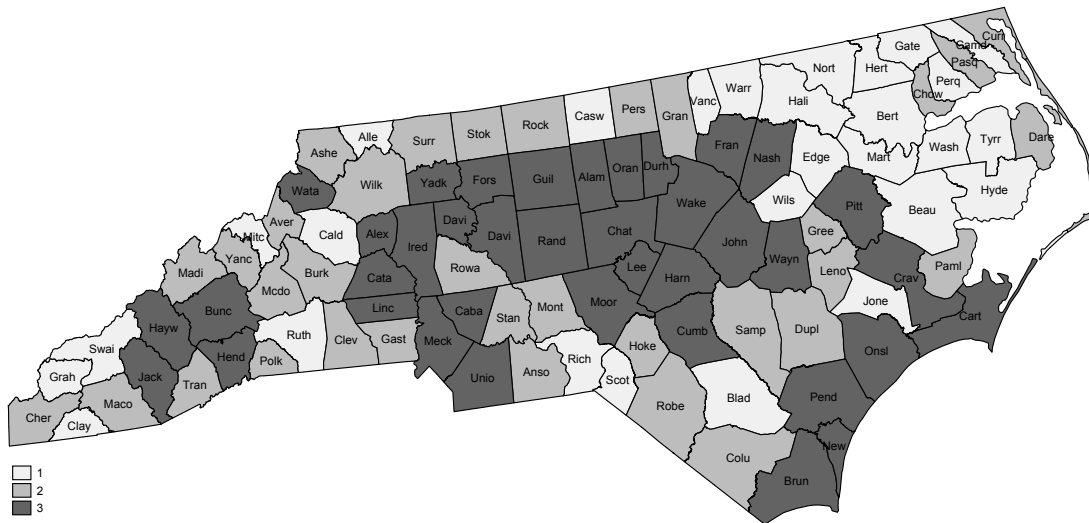 Curr
Gate
Camd
Pasq
Nort
Hert
Perq
Warr
Vanc
Hali
Chow
Casw
Pers
Gran
Bert
Rock
Stok
Surr
Alle
Ashe
Dare
Tyrr
Wash
Mart
Edge
Nash
Fran
Durh
Oran
Alam
Guil
Fors
Yadk
Wilk
Wata
Hyde
Beau
Pitt
Wils
Wake
Chat
Rand
Davi
Davi
Ired
Alex
Cald
Aver
Mitc
Yanc
Madi
Gree
John
Wayn
Leno
Crav
Paml
Lee
Harn
Rowa
Cata
Burk
Mcdo
Bunc
Hayw
Jone
Cart
Moor
Mont
Stan
Caba
Linc
Meck
Gast
Clev
Ruth
Polk
Hend
Swai
Jack
Tran
Grah
Maco
Cher
Clay
Cumb
Samp
Dupl
Onsl
Hoke
Rich
Scot
Anso
Unio
Robe
Blad
Pend
New
Colu
Brun
1
2
3